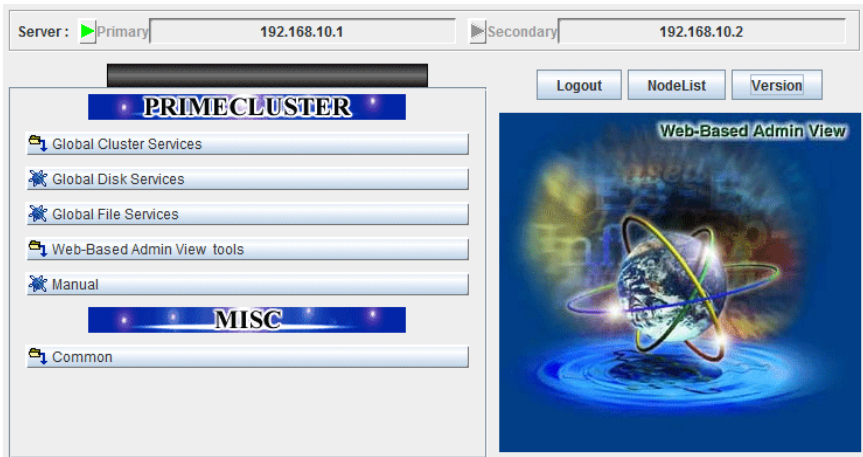 Server : Primary 192.168.10.1 Secondary 192.168.10.2
Logout NodeList Version
PRIMECLUSTER
Global Cluster Services
Global Disk Services
Global File Services
Web-Based Admin View tools
Manual
MISC
Common
Web-Based Admin View